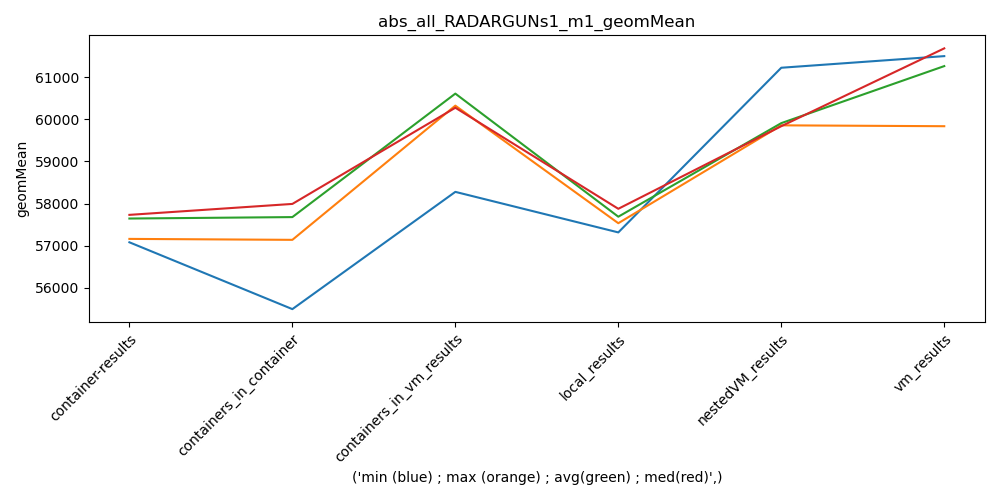 abs_all_RADARGUNs1_m1_geomMean
geomMean
61000
60000
59000
58000
57000
56000
container-results
containers_in_container
containers_in_vm_results
local_results
nestedVM_results
vm_results
('min (blue) ; max (orange) ; avg(green) ; med(red)',)